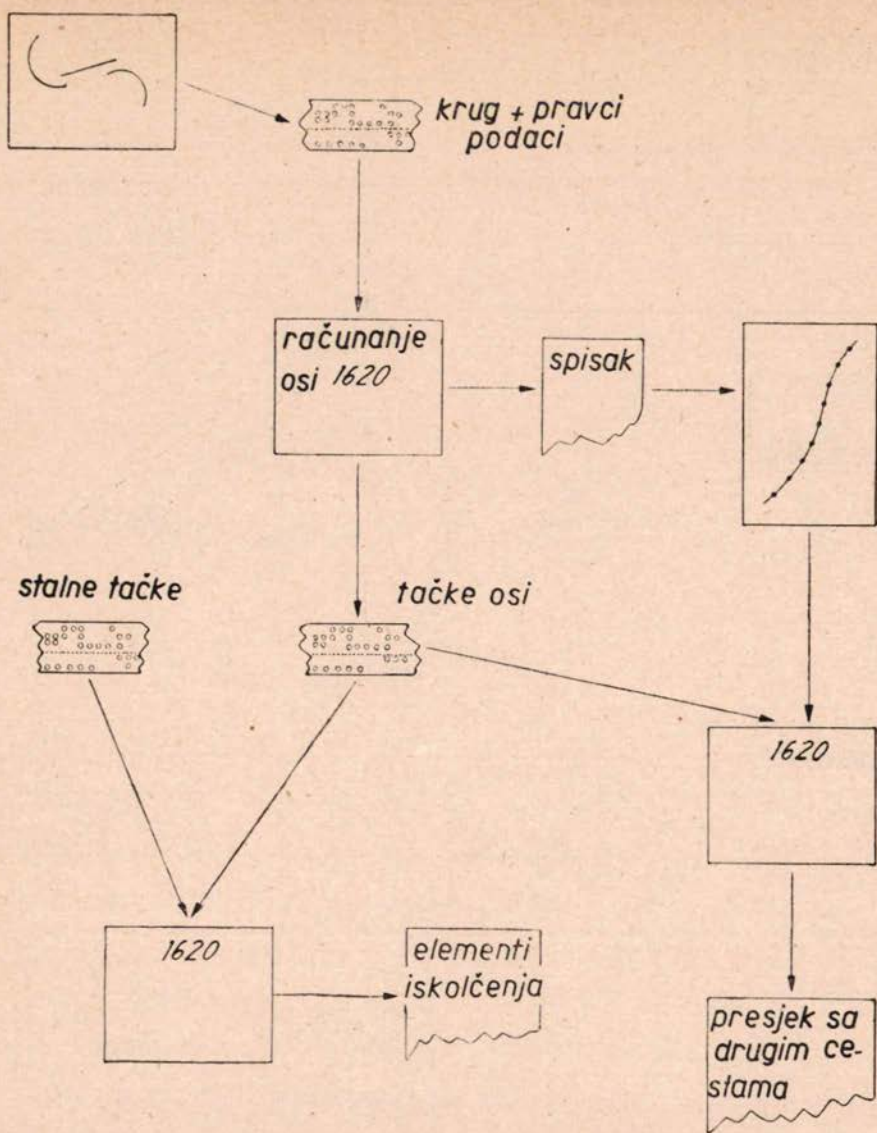 krug + pravci
podaci
računanje
osi 1620
spisak
stalne tačke
tačke osi
1620
1620
elementi
iskolčenja
presjek sa
drugim ce-
stama